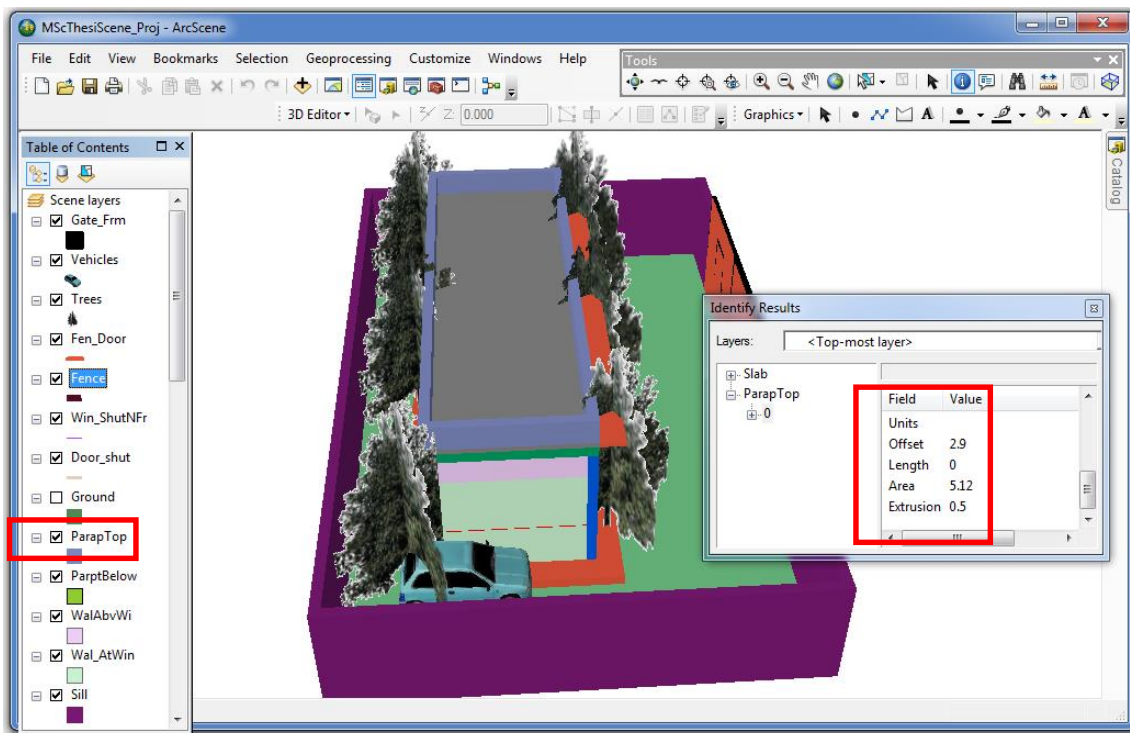 MScThesiScene_Proj - ArcScene
File Edit View Bookmarks Selection Geoprocessing Customize Windows Help
Tools
3D Editor Z: 0.000 Graphics A A
Table of Contents
Catalog
Scene layers
Gate_Frm
Vehicles
Trees
Fen_Door
Fence
Win_ShutNFr
Door_shut
Ground
ParapTop
ParptBelow
WalAbvWi
Wal_AtWin
Sill
Identify Results
Layers: <Top-most layer>
Slab
ParapTop
0
Field Value
Units
Offset 2.9
Length 0
Area 5.12
Extrusion 0.5